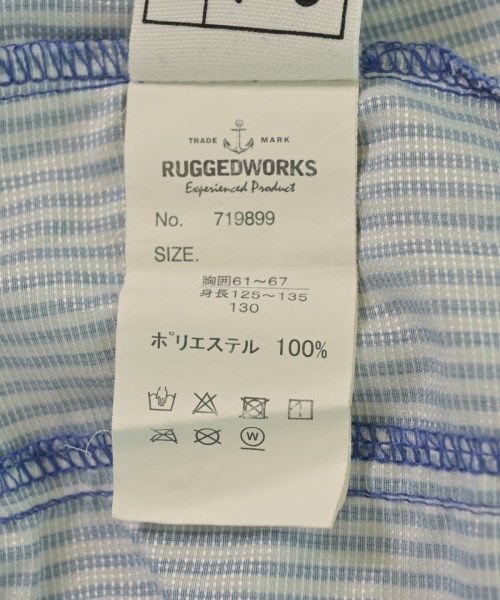 TRADE MARK
RUGGEDWORKS
Experienced Product
No. 719899
SIZE.
胸囲61～67
身長125～135
130
ポリエステル 100%
W